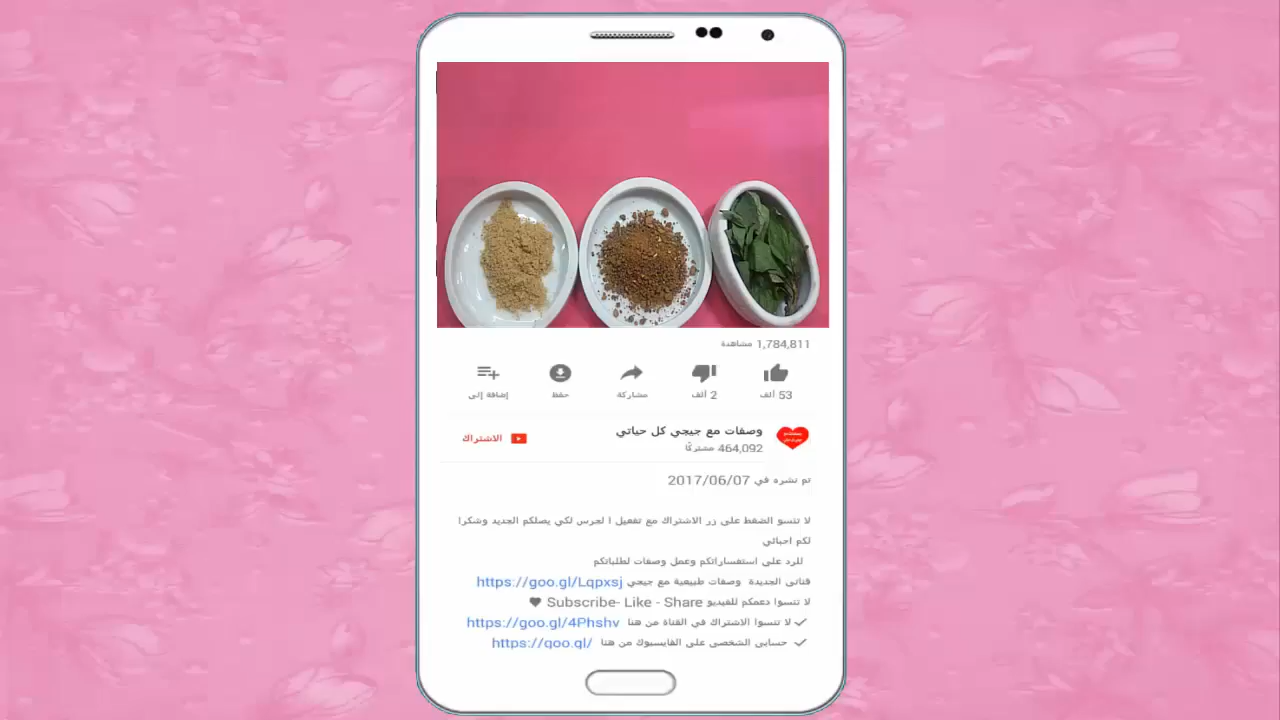 1,784,811 مشاهدة
53 ألف
2 ألف
مشاركة
حفظ
إضافة إلى
وصفات مع جيجي كل حياتي
464,092 مشتركًا
الاشتراك
تم نشره في 2017/06/07
لا تنسو الضغط على زر الاشتراك مع تفعيل ا لجرس لكي يصلكم الجديد وشكرا
لكم احبائي
للرد على استفساراتكم وعمل وصفات لطلباتكم
قناتى الجديدة وصفات طبيعية مع جيجي https://goo.gl/Lqpxsj
لا تنسوا دعمكم للفيديو Subscribe- Like - Share ♥
✓ لا تنسوا الاشتراك في القناة من هنا https://goo.gl/4Phshv
✓ حسابى الشخصى على الفايسبوك من هنا https://goo.gl/